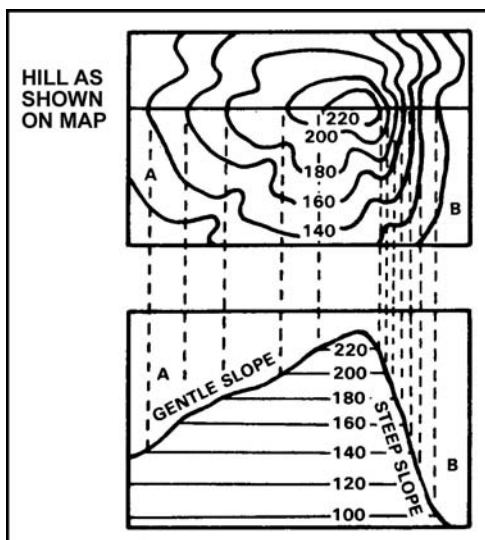 HILL AS
SHOWN
ON MAP
220
200
A
180
160
B
140
A
GENTLE SLOPE
220
200
180
STEEP SLOPE
160
140
B
120
100